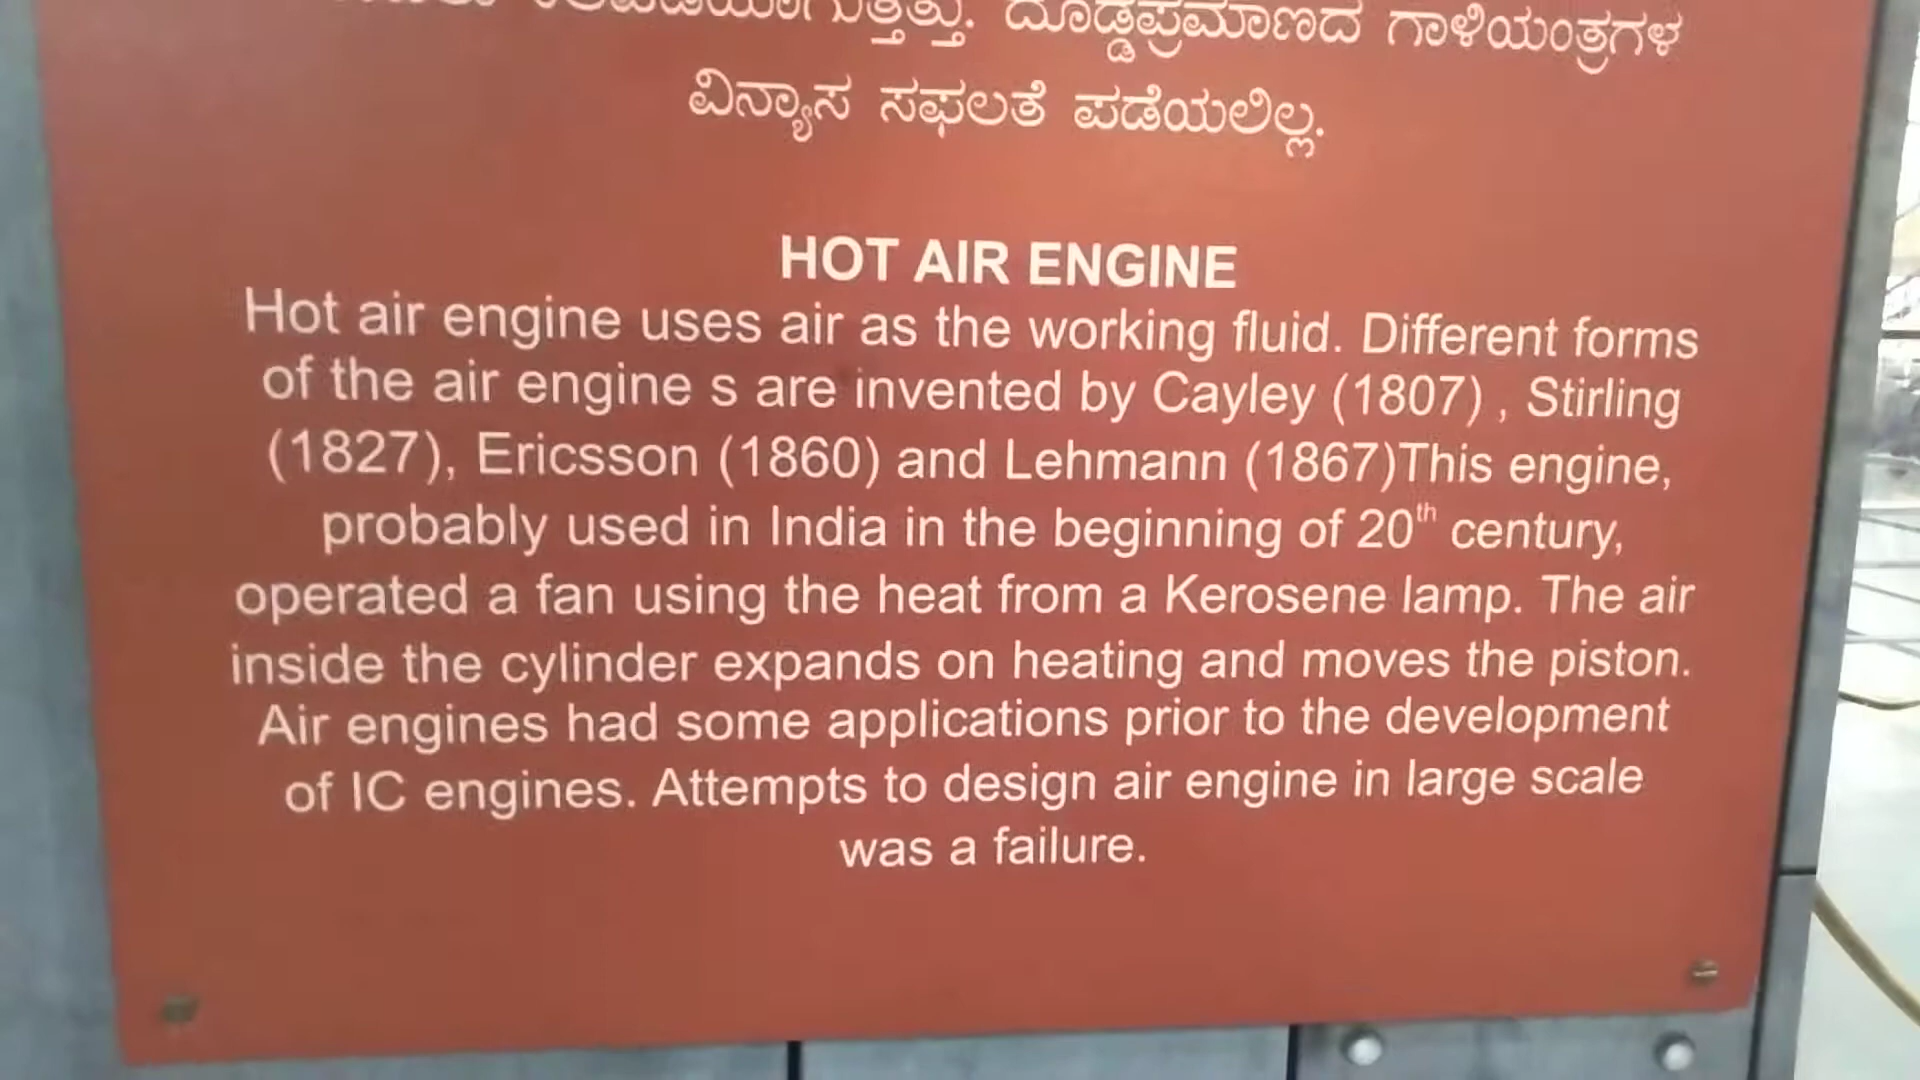 ದೊಡ್ಡಪ್ರಮಾಣದ ಗಾಳಿಯಂತ್ರಗಳ
ವಿನ್ಯಾಸ ಸಫಲತೆ ಪಡೆಯಲಿಲ್ಲ.
HOT AIR ENGINE
Hot air engine uses air as the working fluid. Different forms
of the air engine s are invented by Cayley (1807) , Stirling
(1827), Ericsson (1860) and Lehmann (1867)This engine,
probably used in India in the beginning of 20th century,
operated a fan using the heat from a Kerosene lamp. The air
inside the cylinder expands on heating and moves the piston.
Air engines had some applications prior to the development
of IC engines. Attempts to design air engine in large scale
was a failure.